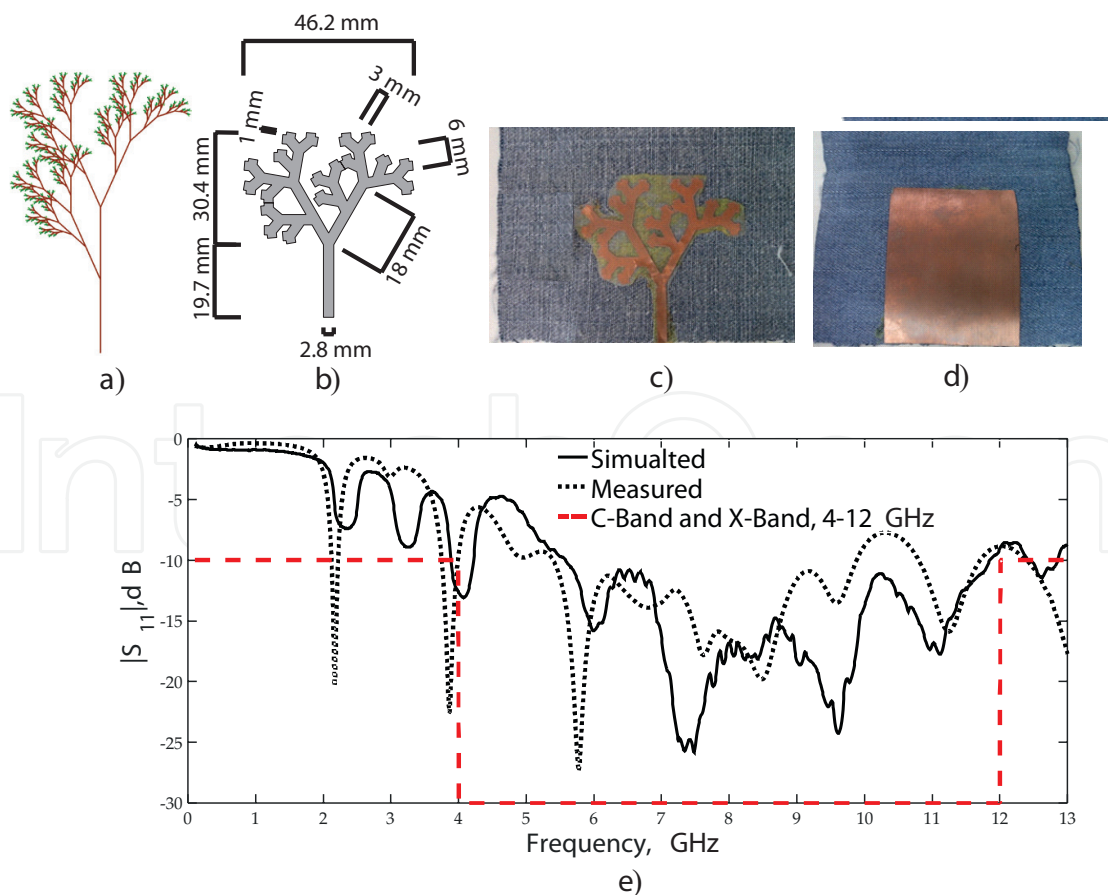 46.2 mm
3 mm
1 mm
6 mm
30.4 mm
18 mm
19.7 mm
2.8 mm
a)
b)
c)
d)
0
-5
-10
-15
-20
-25
-30
|S 11|,d B
Simualted
Measured
C-Band and X-Band, 4-12 GHz
0 1 2 3 4 5 6 7 8 9 10 11 12 13
Frequency, GHz
e)